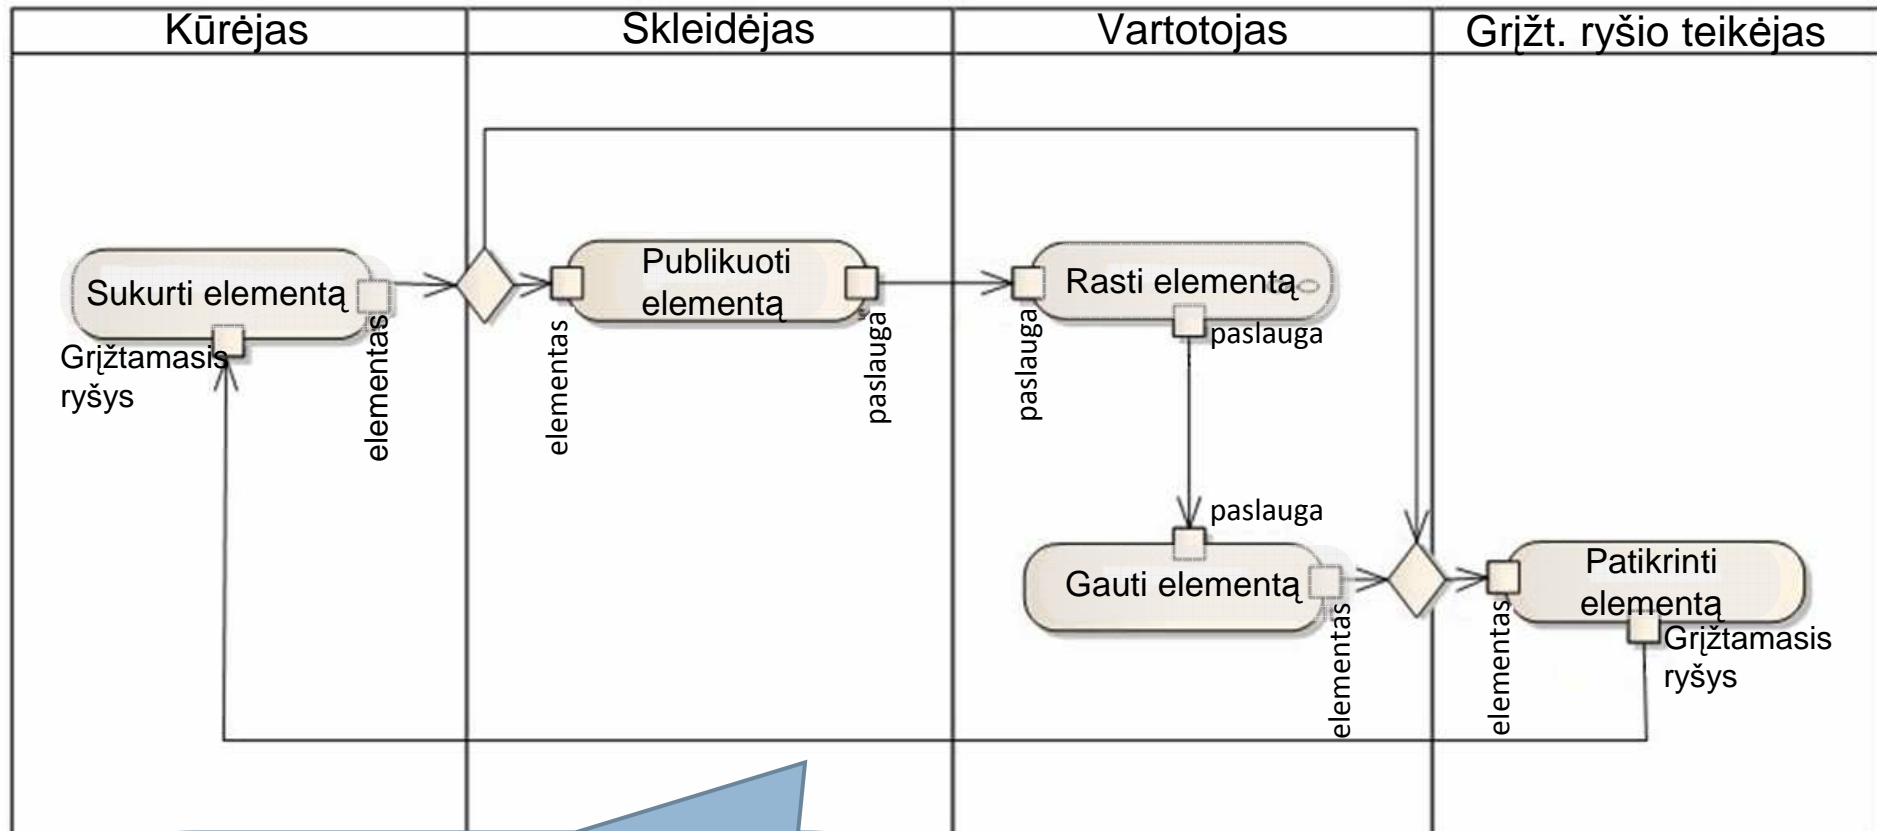 Kūrėjas
Skleidėjas
Vartotojas
Grįžt. ryšio teikėjas
Sukurti elementą
elementas
Grįžtamasis
ryšys
Publikuoti
elementą
elementas
paslauga
Rasti elementą
paslauga
paslauga
paslauga
Gauti elementą
elementas
Patikrinti
elementą
elementas
Grįžtamasis
ryšys